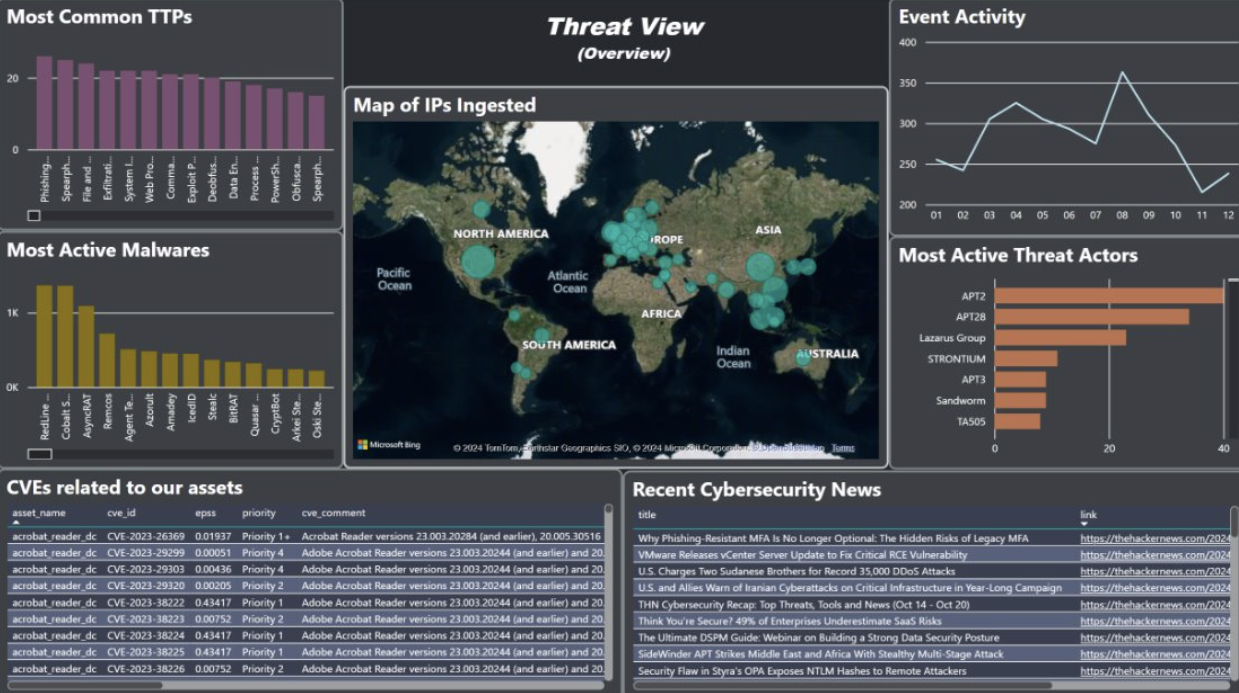 Most Common TTPs
20
0
Phishing...
Spearph...
File and ...
Exfiltrati...
System I...
Web Pro...
Comma...
Exploit P...
Deobfus...
Data En...
Process ...
PowerSh...
Obfusca...
Spearph...
Threat View
(Overview)
Map of IPs Ingested
NORTH AMERICA
ROPE
ASIA
Pacific
Ocean
Atlantic
Ocean
AFRICA
SOUTH AMERICA
Indian
Ocean
AUSTRALIA
Microsoft Bing
© 2024 TomTom, Earthstar Geographics SIO, © 2024 Microsoft Corporation, © OpenStreetMap Terms
Event Activity
400
350
300
250
200
01 02 03 04 05 06 07 08 09 10 11 12
Most Active Malwares
1K
0K
RedLine ...
Cobalt S...
AsyncRAT
Remcos
Agent Te...
Azorult
Amadey
IcedID
Stealc
BitRAT
Quasar ...
CryptBot
Arkei Ste...
Oski Ste...
Most Active Threat Actors
APT2
APT28
Lazarus Group
STRONTIUM
APT3
Sandworm
TA505
0 20 40
CVEs related to our assets
asset_name cve_id epss priority cve_comment
acrobat_reader_dc CVE-2023-26369 0.01937 Priority 1+ Acrobat Reader versions 23.003.20284 (and earlier), 20.005.30516
acrobat_reader_dc CVE-2023-29299 0.00051 Priority 4 Adobe Acrobat Reader versions 23.003.20244 (and earlier) and 20.
acrobat_reader_dc CVE-2023-29303 0.00436 Priority 4 Adobe Acrobat Reader versions 23.003.20244 (and earlier) and 20.
acrobat_reader_dc CVE-2023-29320 0.00205 Priority 2 Adobe Acrobat Reader versions 23.003.20244 (and earlier) and 20.
acrobat_reader_dc CVE-2023-38222 0.43417 Priority 1 Adobe Acrobat Reader versions 23.003.20244 (and earlier) and 20.
acrobat_reader_dc CVE-2023-38223 0.00752 Priority 2 Adobe Acrobat Reader versions 23.003.20244 (and earlier) and 20.
acrobat_reader_dc CVE-2023-38224 0.43417 Priority 1 Adobe Acrobat Reader versions 23.003.20244 (and earlier) and 20.
acrobat_reader_dc CVE-2023-38225 0.43417 Priority 1 Adobe Acrobat Reader versions 23.003.20244 (and earlier) and 20.
acrobat_reader_dc CVE-2023-38226 0.00752 Priority 2 Adobe Acrobat Reader versions 23.003.20244 (and earlier) and 20.
Recent Cybersecurity News
title link
Why Phishing-Resistant MFA Is No Longer Optional: The Hidden Risks of Legacy MFA https://thehackernews.com/2024
VMware Releases vCenter Server Update to Fix Critical RCE Vulnerability https://thehackernews.com/2024
U.S. Charges Two Sudanese Brothers for Record 35,000 DDoS Attacks https://thehackernews.com/2024
U.S. and Allies Warn of Iranian Cyberattacks on Critical Infrastructure in Year-Long Campaign https://thehackernews.com/2024
THN Cybersecurity Recap: Top Threats, Tools and News (Oct 14 - Oct 20) https://thehackernews.com/2024
Think You're Secure? 49% of Enterprises Underestimate SaaS Risks https://thehackernews.com/2024
The Ultimate DSPM Guide: Webinar on Building a Strong Data Security Posture https://thehackernews.com/2024
SideWinder APT Strikes Middle East and Africa With Stealthy Multi-Stage Attack https://thehackernews.com/2024
Security Flaw in Styra's OPA Exposes NTLM Hashes to Remote Attackers https://thehackernews.com/2024